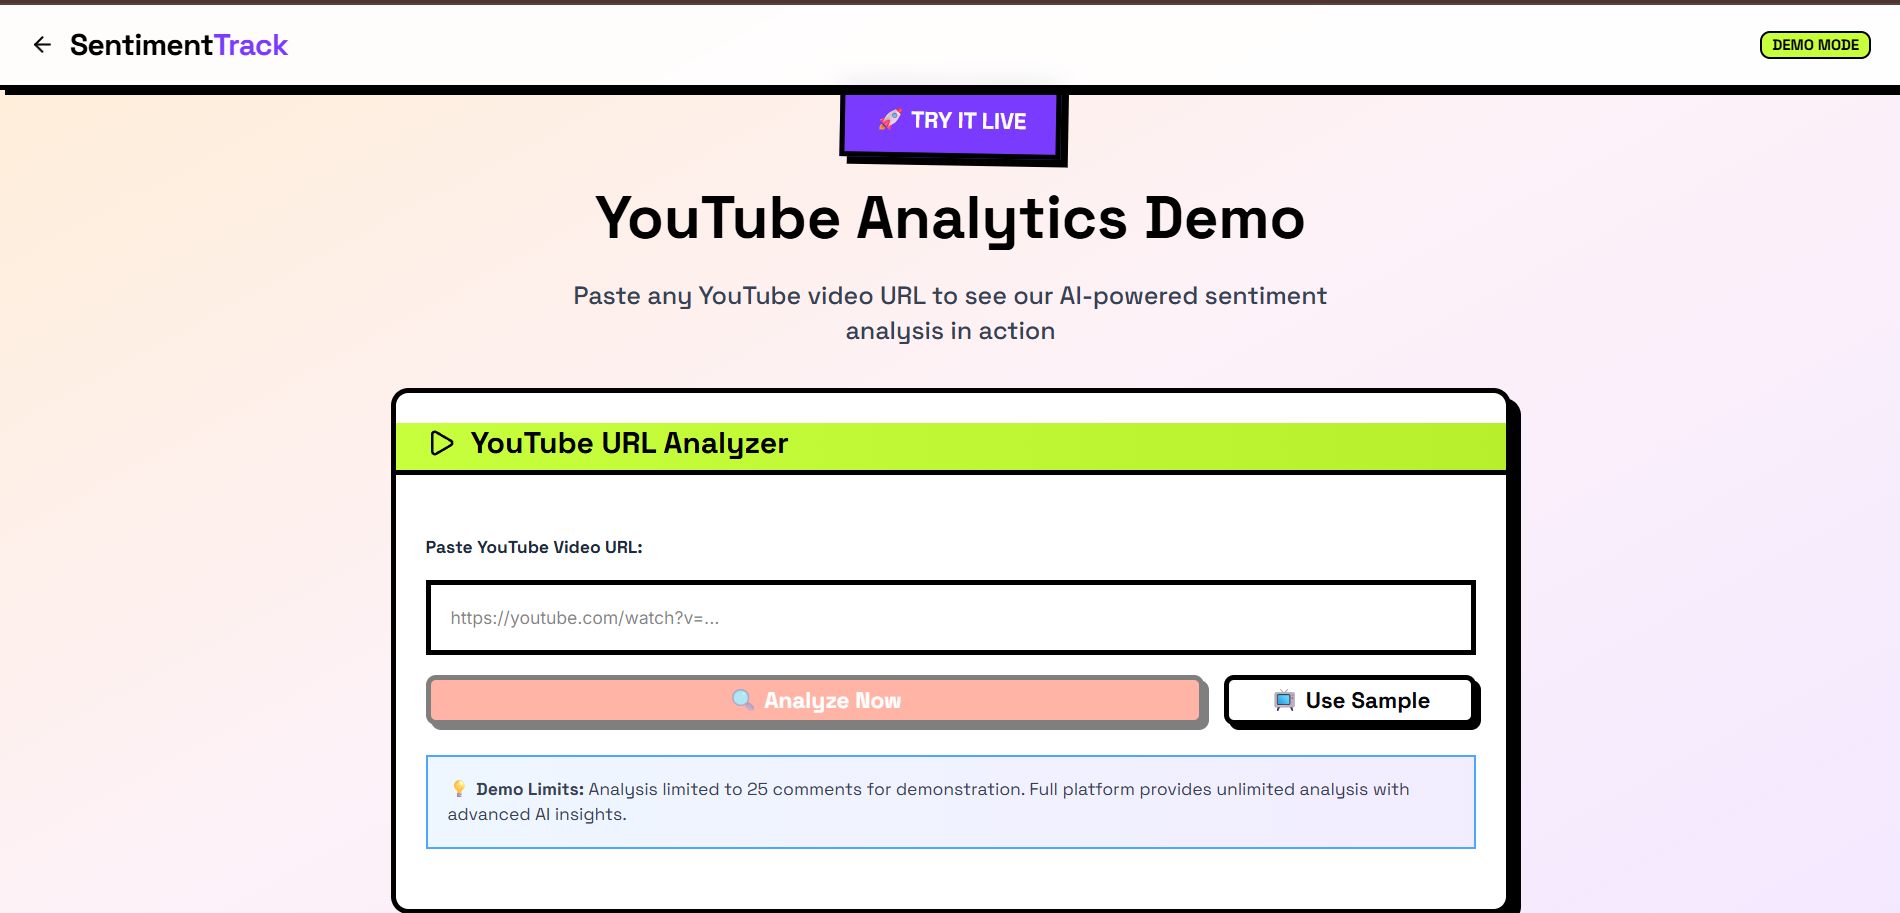 SentimentTrack
DEMO MODE
🚀 TRY IT LIVE
YouTube Analytics Demo
Paste any YouTube video URL to see our AI-powered sentiment
analysis in action
YouTube URL Analyzer
Paste YouTube Video URL:
https://youtube.com/watch?v=...
🔍 Analyze Now
📺 Use Sample
💡 Demo Limits: Analysis limited to 25 comments for demonstration. Full platform provides unlimited analysis with
advanced AI insights.